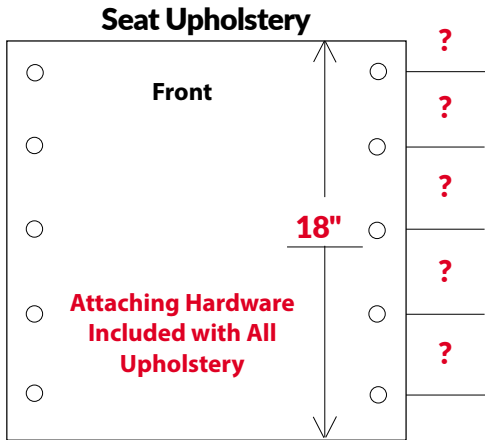 Seat Upholstery
?
Front
?
?
18"
?
Attaching Hardware
Included with All
Upholstery
?